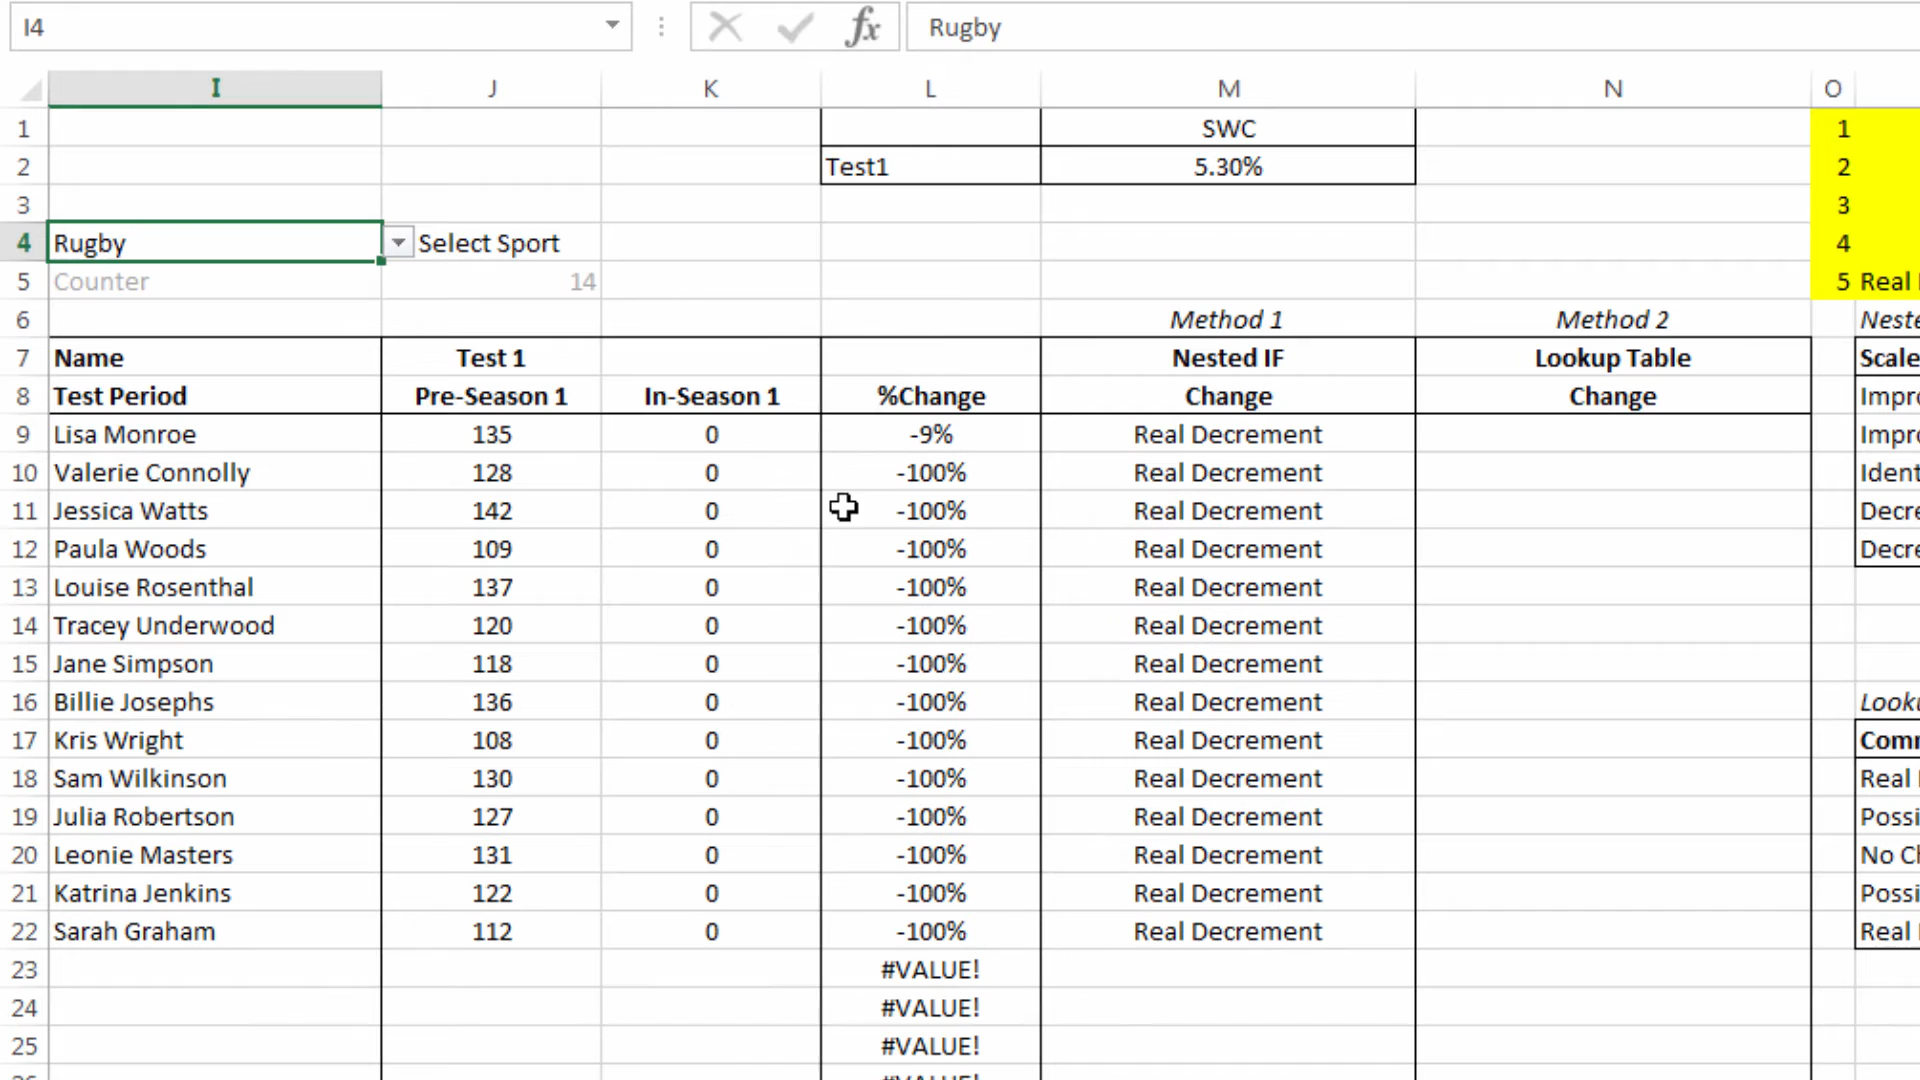 I4 fx Rugby
I J K L M N O
1 SWC 1
2 Test1 5.30% 2
3 3
4 Rugby Select Sport 4
5 Counter 14 5 Real
6 Method 1 Method 2
7 Name Test 1 Nested IF Lookup Table Scale
8 Test Period Pre-Season 1 In-Season 1 %Change Change Change
9 Lisa Monroe 135 0 -9% Real Decrement
10 Valerie Connolly 128 0 -100% Real Decrement
11 Jessica Watts 142 0 -100% Real Decrement
12 Paula Woods 109 0 -100% Real Decrement
13 Louise Rosenthal 137 0 -100% Real Decrement
14 Tracey Underwood 120 0 -100% Real Decrement
15 Jane Simpson 118 0 -100% Real Decrement
16 Billie Josephs 136 0 -100% Real Decrement
17 Kris Wright 108 0 -100% Real Decrement
18 Sam Wilkinson 130 0 -100% Real Decrement Real
19 Julia Robertson 127 0 -100% Real Decrement
20 Leonie Masters 131 0 -100% Real Decrement No
21 Katrina Jenkins 122 0 -100% Real Decrement
22 Sarah Graham 112 0 -100% Real Decrement Real
23 #VALUE!
24 #VALUE!
25 #VALUE!